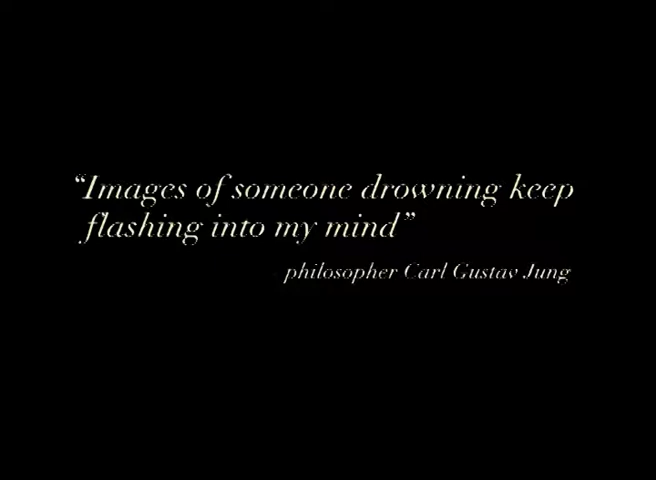 “Images of someone drowning keep
flashing into my mind”
philosopher Carl Gustav Jung